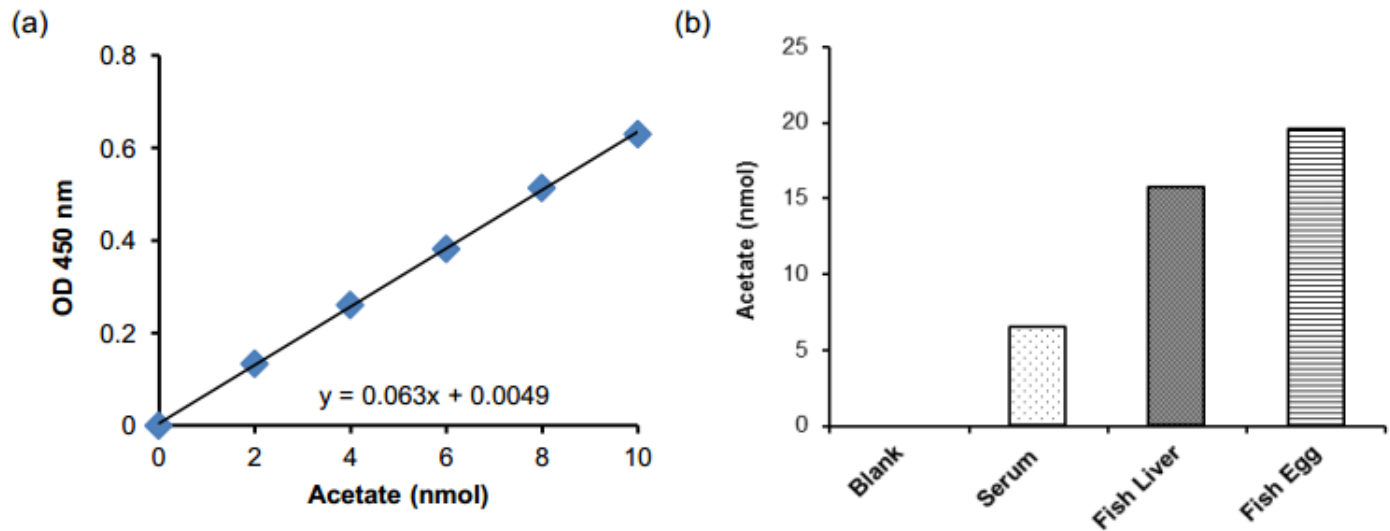 (a)
0.8
0.6
0.4
0.2
0
OD 450 nm
y = 0.063x + 0.0049
0 2 4 6 8 10
Acetate (nmol)
(b)
25
20
15
10
5
0
Acetate (nmol)
Blank
Serum
Fish Liver
Fish Egg